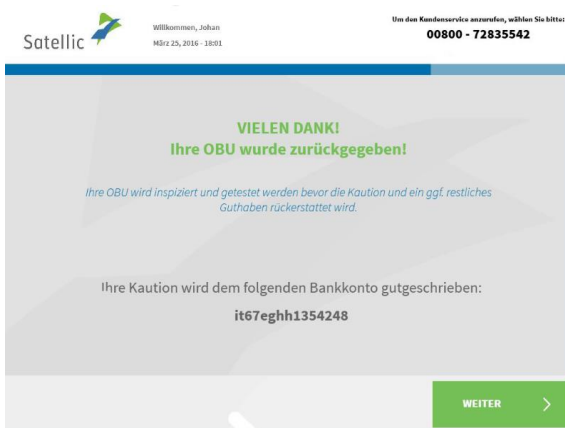 Satellic
Willkommen, Johan
März 25, 2016 - 18:01
Um den Kundenservice anzurufen, wählen Sie bitte:
00800 - 72835542
VIELEN DANK!
Ihre OBU wurde zurückgegeben!
Ihre OBU wird inspiziert und getestet werden bevor die Kaution und ein ggf. restliches
Guthaben rückerstattet wird.
Ihre Kaution wird dem folgenden Bankkonto gutgeschrieben:
it67eghh1354248
WEITER